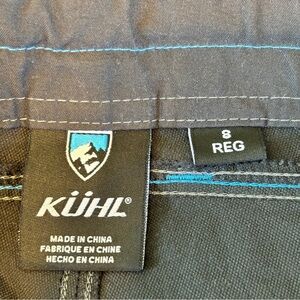 KÜHL®
MADE IN CHINA
FABRIQUE EN CHINE
HECHO EN CHINA
8
REG